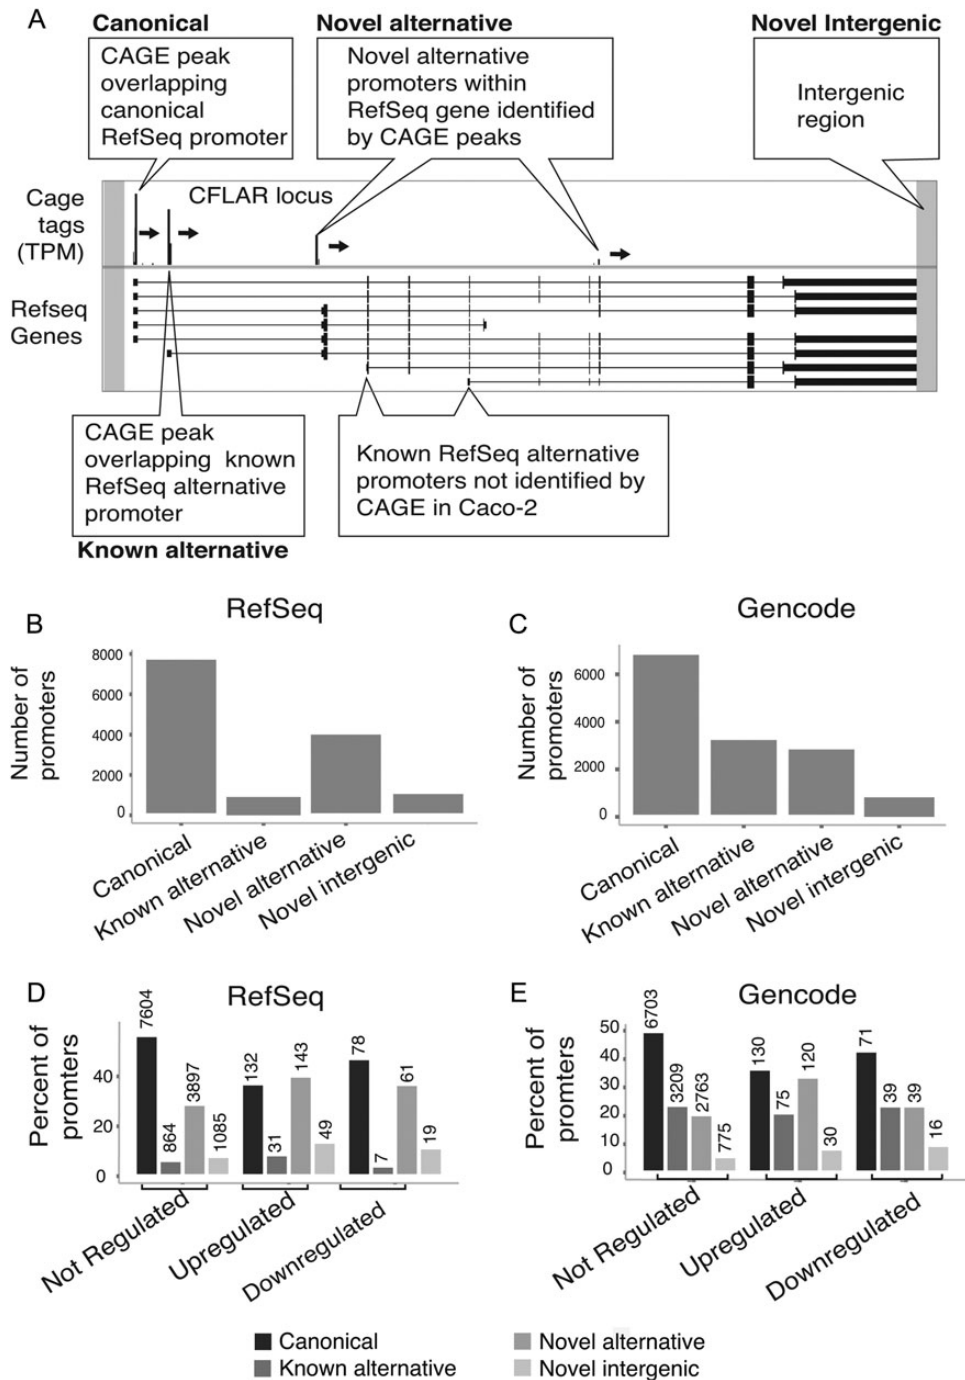 A
Canonical
Novel alternative
Novel Intergenic
CAGE peak
overlapping
canonical
RefSeq promoter
Novel alternative
promoters within
RefSeq gene identified
by CAGE peaks
Intergenic
region
Cage
tags
(TPM)
CFLAR locus
Refseq
Genes
CAGE peak
overlapping known
RefSeq alternative
promoter
Known alternative
Known RefSeq alternative
promoters not identified by
CAGE in Caco-2
B
RefSeq
Number of
promoters
8000
6000
4000
2000
0
Canonical
Known alternative
Novel alternative
Novel intergenic
C
Gencode
Number of
promoters
6000
4000
2000
0
Canonical
Known alternative
Novel alternative
Novel intergenic
D
RefSeq
Percent of
promters
40
20
0
7604
864
3897
1085
132
31
143
49
78
7
61
19
Not Regulated
Upregulated
Downregulated
E
Gencode
Percent of
promters
50
40
30
20
10
0
6703
3209
2763
775
130
75
120
30
71
39
39
16
Not Regulated
Upregulated
Downregulated
Canonical
Known alternative
Novel alternative
Novel intergenic